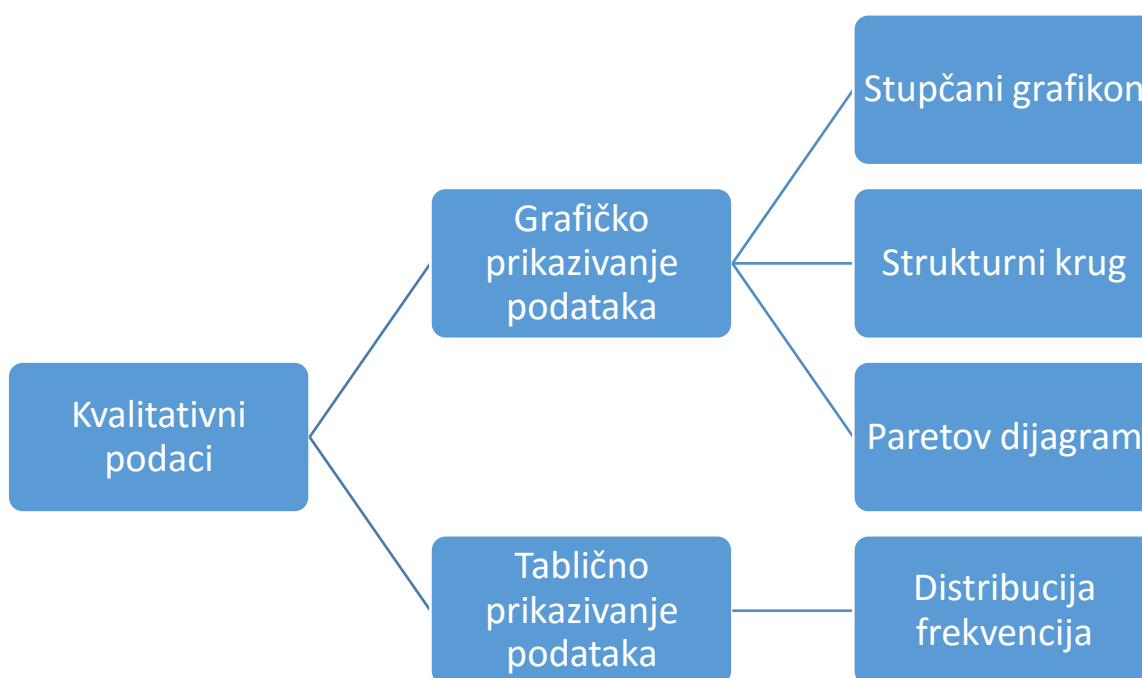 Kvalitativni
podaci
Grafičko
prikazivanje
podataka
Stupčani grafikon
Strukturni krug
Paretov dijagram
Tablično
prikazivanje
podataka
Distribucija
frekvencija